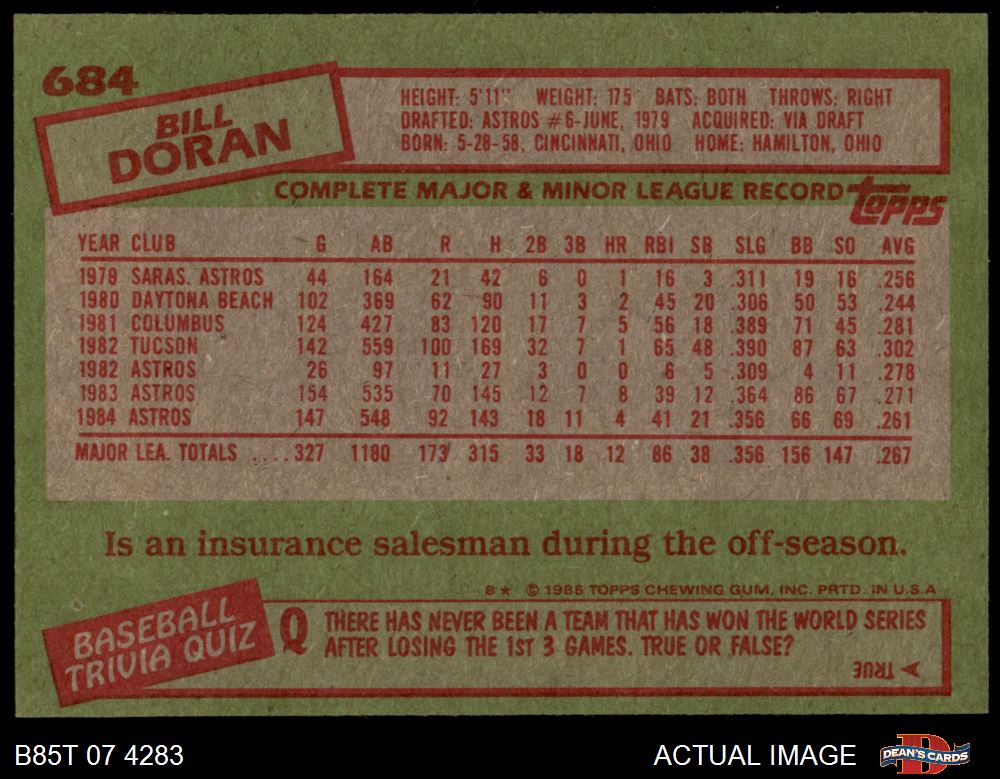 684
BILL
DORAN
HEIGHT: 5'11" WEIGHT: 175 BATS: BOTH THROWS: RIGHT
DRAFTED: ASTROS #6-JUNE, 1979 ACQUIRED: VIA DRAFT
BORN: 5-28-58, CINCINNATI, OHIO HOME: HAMILTON, OHIO
COMPLETE MAJOR & MINOR LEAGUE RECORD topps
YEAR CLUB G AB R H 2B 3B HR RBI SB SLG BB SO AVG
1979 SARAS. ASTROS 44 164 21 42 6 0 1 16 3 .311 19 16 .256
1980 DAYTONA BEACH 102 369 62 90 11 3 2 45 20 .306 50 53 .244
1981 COLUMBUS 124 427 83 120 17 7 5 56 18 .389 71 45 .281
1982 TUCSON 142 559 100 169 32 7 1 65 48 .390 87 63 .302
1982 ASTROS 26 97 11 27 3 0 0 6 5 .309 4 11 .278
1983 ASTROS 154 535 70 145 12 7 8 39 12 .364 86 67 .271
1984 ASTROS 147 548 92 143 18 11 4 41 21 .356 66 69 .261
MAJOR LEA. TOTALS ....327 1180 173 315 33 18 12 86 38 .356 156 147 .267
Is an insurance salesman during the off-season.
8★ © 1985 TOPPS CHEWING GUM, INC. PRTD. IN U.S.A
BASEBALL
TRIVIA QUIZ
Q THERE HAS NEVER BEEN A TEAM THAT HAS WON THE WORLD SERIES
AFTER LOSING THE 1ST 3 GAMES. TRUE OR FALSE?
TRUE
B85T 07 4283 ACTUAL IMAGE DEAN'S CARDS